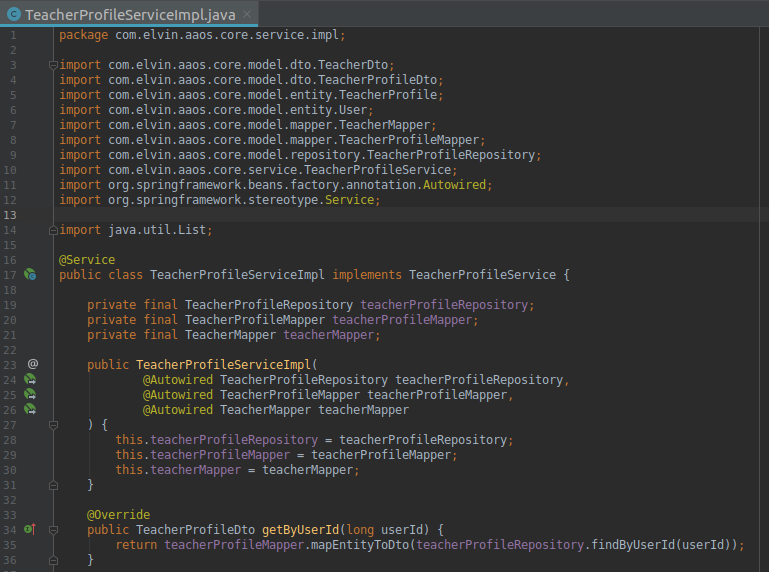 TeacherProfileServiceImpl.java
1 package com.elvin.aaos.core.service.impl;
2
3 import com.elvin.aaos.core.model.dto.TeacherDto;
4 import com.elvin.aaos.core.model.dto.TeacherProfileDto;
5 import com.elvin.aaos.core.model.entity.TeacherProfile;
6 import com.elvin.aaos.core.model.entity.User;
7 import com.elvin.aaos.core.model.mapper.TeacherMapper;
8 import com.elvin.aaos.core.model.mapper.TeacherProfileMapper;
9 import com.elvin.aaos.core.model.repository.TeacherProfileRepository;
10 import com.elvin.aaos.core.service.TeacherProfileService;
11 import org.springframework.beans.factory.annotation.Autowired;
12 import org.springframework.stereotype.Service;
13
14 import java.util.List;
15
16 @Service
17 public class TeacherProfileServiceImpl implements TeacherProfileService {
18
19 private final TeacherProfileRepository teacherProfileRepository;
20 private final TeacherProfileMapper teacherProfileMapper;
21 private final TeacherMapper teacherMapper;
22
23 @ public TeacherProfileServiceImpl(
24 @Autowired TeacherProfileRepository teacherProfileRepository,
25 @Autowired TeacherProfileMapper teacherProfileMapper,
26 @Autowired TeacherMapper teacherMapper
27 ) {
28 this.teacherProfileRepository = teacherProfileRepository;
29 this.teacherProfileMapper = teacherProfileMapper;
30 this.teacherMapper = teacherMapper;
31 }
32
33 @Override
34 public TeacherProfileDto getByUserId(long userId) {
35 return teacherProfileMapper.mapEntityToDto(teacherProfileRepository.findByUserId(userId));
36 }